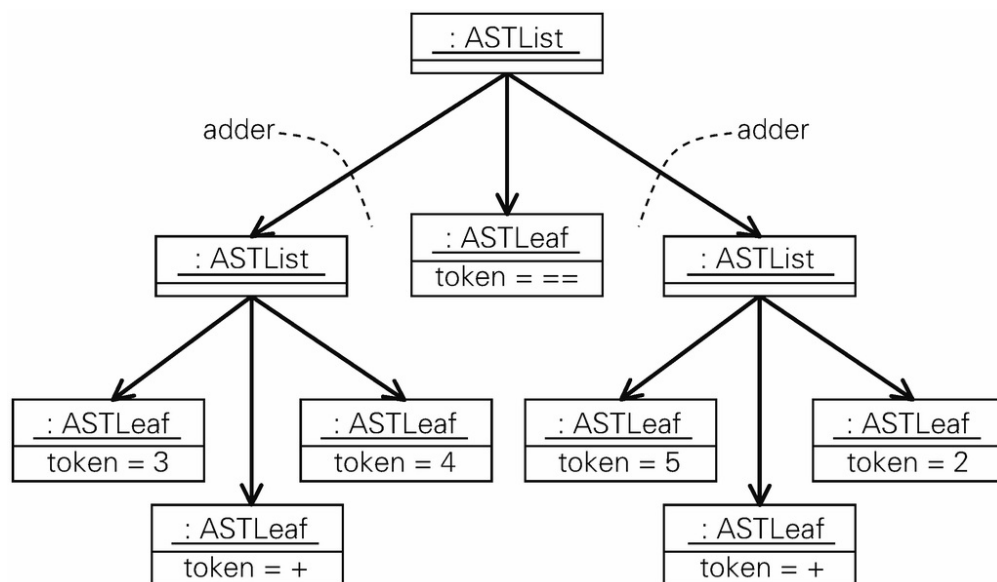 : ASTList
adder
adder
: ASTList
: ASTLeaf
token = ==
: ASTList
: ASTLeaf
token = 3
: ASTLeaf
token = 4
: ASTLeaf
token = 5
: ASTLeaf
token = 2
: ASTLeaf
token = +
: ASTLeaf
token = +